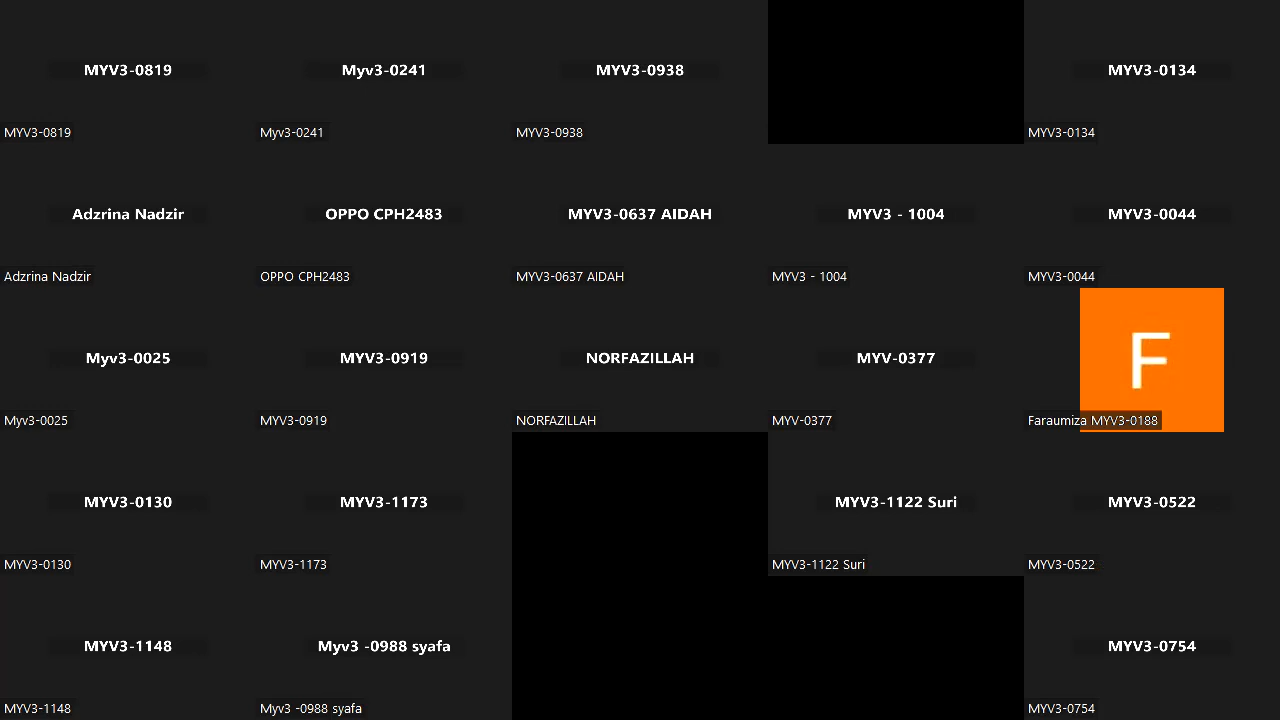 MYV3-0819
Myv3-0241
MYV3-0938
MYV3-0134
MYV3-0819
Myv3-0241
MYV3-0938
MYV3-0134
Adzrina Nadzir
OPPO CPH2483
MYV3-0637 AIDAH
MYV3 - 1004
MYV3-0044
Adzrina Nadzir
OPPO CPH2483
MYV3-0637 AIDAH
MYV3 - 1004
MYV3-0044
Myv3-0025
MYV3-0919
NORFAZILLAH
MYV-0377
F
Myv3-0025
MYV3-0919
NORFAZILLAH
MYV-0377
Faraumiza MYV3-0188
MYV3-0130
MYV3-1173
MYV3-1122 Suri
MYV3-0522
MYV3-0130
MYV3-1173
MYV3-1122 Suri
MYV3-0522
MYV3-1148
Myv3 -0988 syafa
MYV3-0754
MYV3-1148
Myv3 -0988 syafa
MYV3-0754